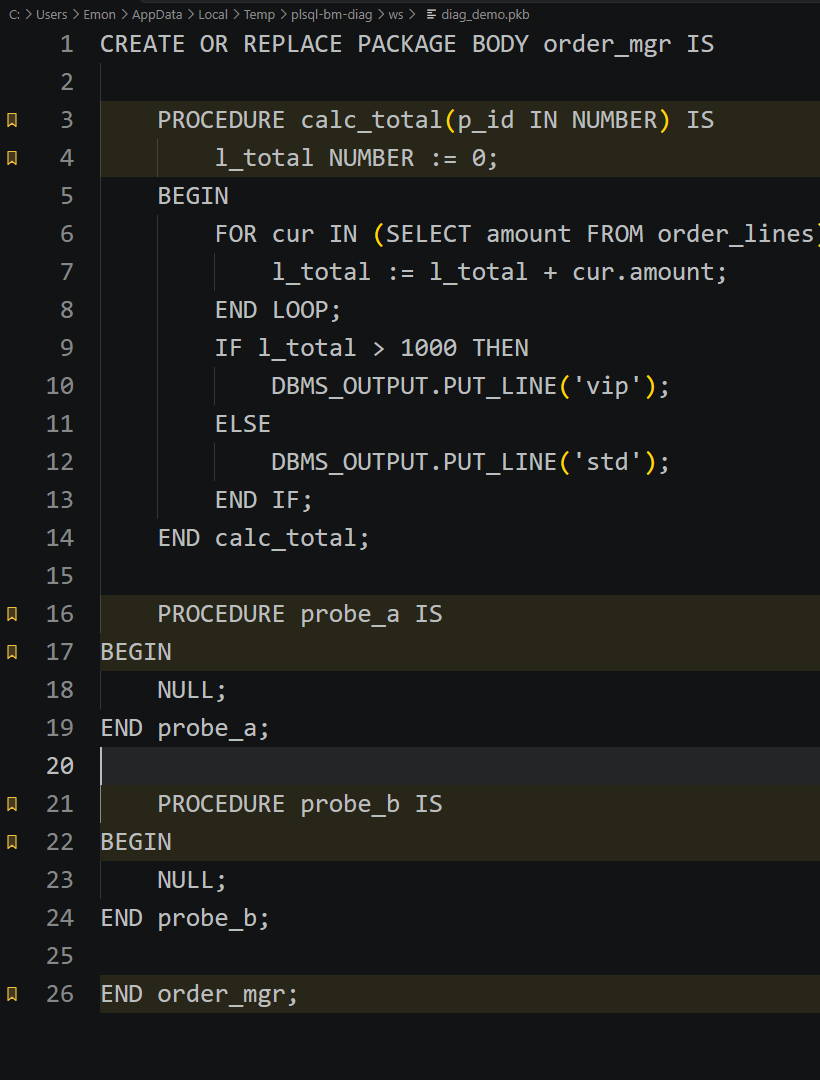 C: > Users > Emon > AppData > Local > Temp > plsql-bm-diag > ws > diag_demo.pkb
1 CREATE OR REPLACE PACKAGE BODY order_mgr IS
2
3     PROCEDURE calc_total(p_id IN NUMBER) IS
4         l_total NUMBER := 0;
5     BEGIN
6         FOR cur IN (SELECT amount FROM order_lines)
7             l_total := l_total + cur.amount;
8         END LOOP;
9         IF l_total > 1000 THEN
10             DBMS_OUTPUT.PUT_LINE('vip');
11         ELSE
12             DBMS_OUTPUT.PUT_LINE('std');
13         END IF;
14     END calc_total;
15
16     PROCEDURE probe_a IS
17 BEGIN
18     NULL;
19 END probe_a;
20
21     PROCEDURE probe_b IS
22 BEGIN
23     NULL;
24 END probe_b;
25
26 END order_mgr;